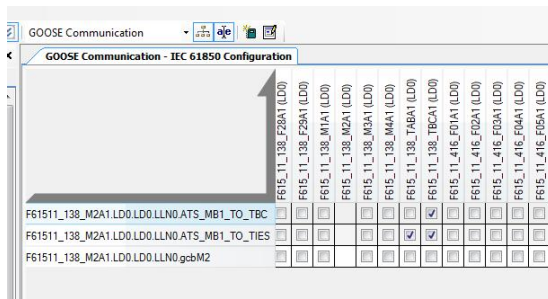 GOOSE Communication
GOOSE Communication - IEC 61850 Configuration
F615_11_138_F28A1 (LD0)
F615_11_138_F29A1 (LD0)
F615_11_138_M1A1 (LD0)
F615_11_138_M2A1 (LD0)
F615_11_138_M3A1 (LD0)
F615_11_138_M4A1 (LD0)
F615_11_138_TABA1 (LD0)
F615_11_138_TBCA1 (LD0)
F615_11_416_F01A1 (LD0)
F615_11_416_F02A1 (LD0)
F615_11_416_F03A1 (LD0)
F615_11_416_F04A1 (LD0)
F615_11_416_F05A1 (LD0)
F61511_138_M2A1.LD0.LD0.LLN0.ATS_MB1_TO_TBC
F61511_138_M2A1.LD0.LD0.LLN0.ATS_MB1_TO_TIES
F61511_138_M2A1.LD0.LD0.LLN0.gcbM2